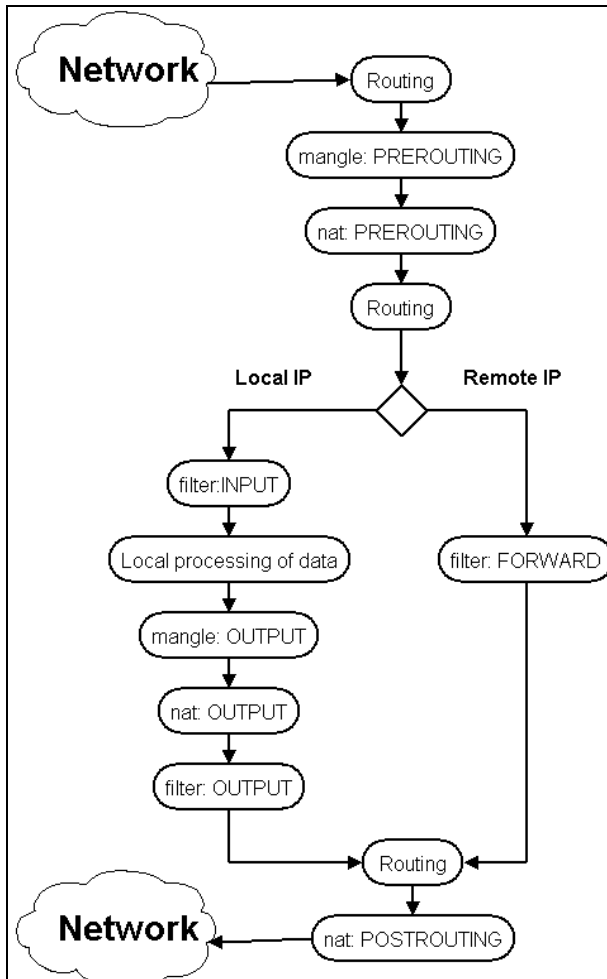 Network
Routing
mangle: PREROUTING
nat: PREROUTING
Routing
Local IP
Remote IP
filter:INPUT
Local processing of data
filter: FORWARD
mangle: OUTPUT
nat: OUTPUT
filter: OUTPUT
Routing
Network
nat: POSTROUTING